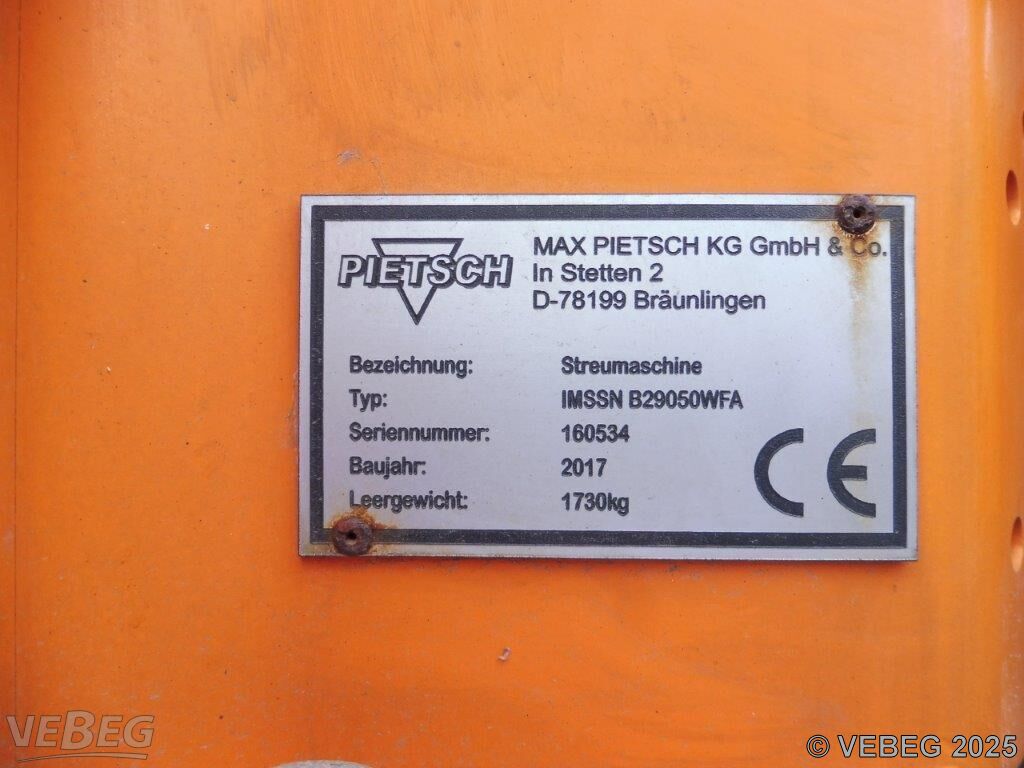 PIETSCH
MAX PIETSCH KG GmbH & Co.
In Stetten 2
D-78199 Bräunlingen
Bezeichnung: Streumaschine
Typ: IMSSN B29050WFA
Seriennummer: 160534
Baujahr: 2017
Leergewicht: 1730kg
CE
VEBEG
© VEBEG 2025